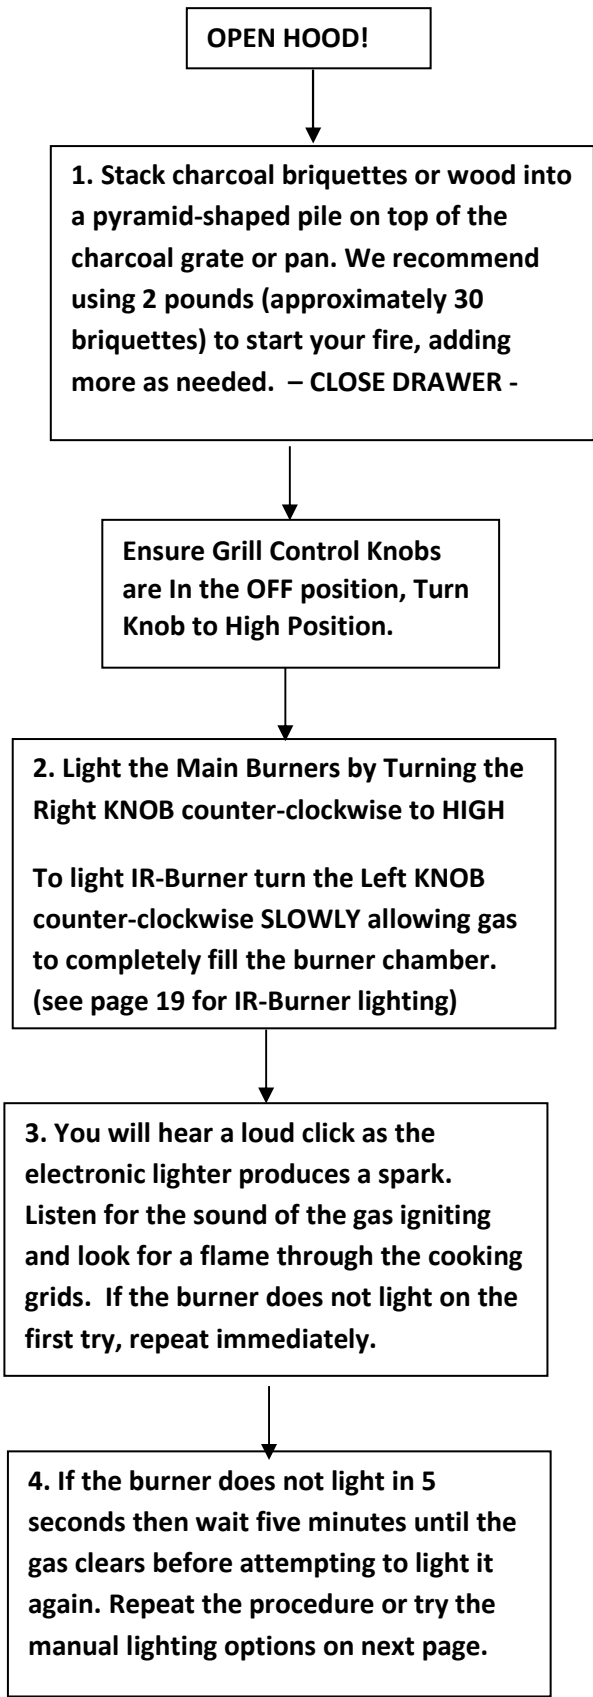 OPEN HOOD!
1. Stack charcoal briquettes or wood into
a pyramid-shaped pile on top of the
charcoal grate or pan. We recommend
using 2 pounds (approximately 30
briquettes) to start your fire, adding
more as needed.  – CLOSE DRAWER -
Ensure Grill Control Knobs
are In the OFF position, Turn
Knob to High Position.
2. Light the Main Burners by Turning the
Right KNOB counter-clockwise to HIGH
To light IR-Burner turn the Left KNOB
counter-clockwise SLOWLY allowing gas
to completely fill the burner chamber.
(see page 19 for IR-Burner lighting)
3. You will hear a loud click as the
electronic lighter produces a spark.
Listen for the sound of the gas igniting
and look for a flame through the cooking
grids.  If the burner does not light on the
first try, repeat immediately.
4. If the burner does not light in 5
seconds then wait five minutes until the
gas clears before attempting to light it
again. Repeat the procedure or try the
manual lighting options on next page.